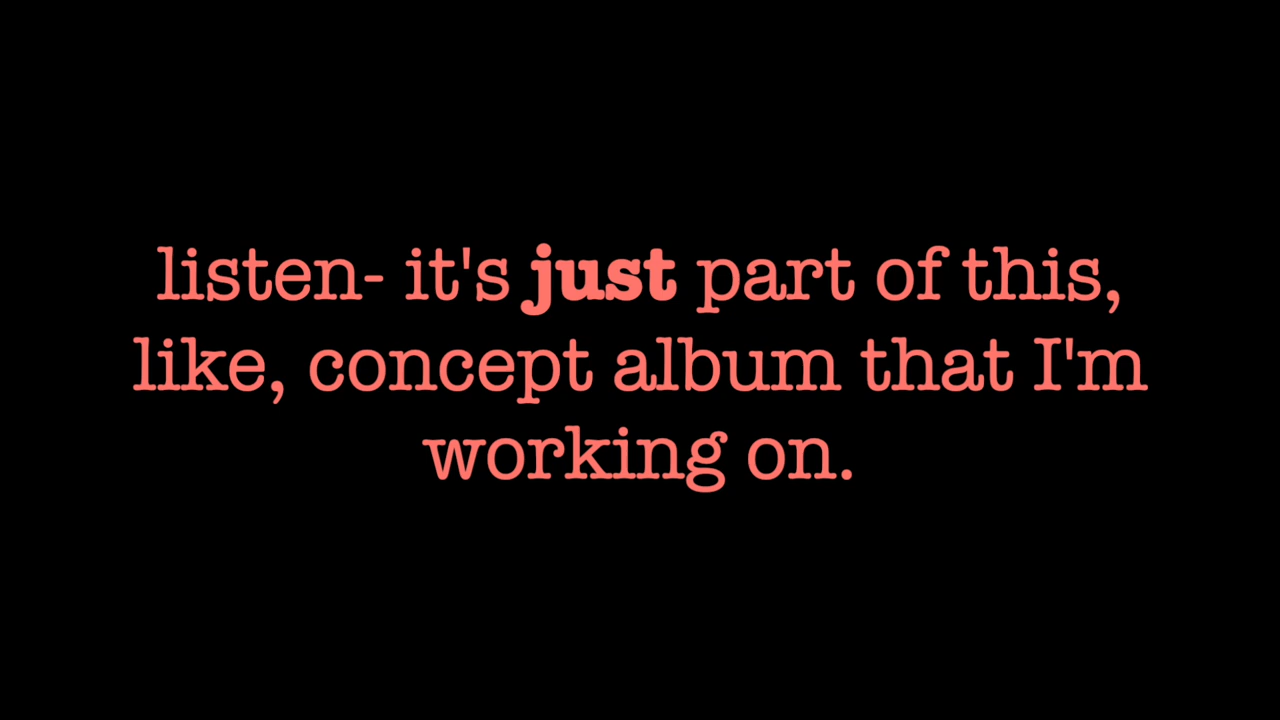 listen- it's just part of this,
like, concept album that I'm
working on.